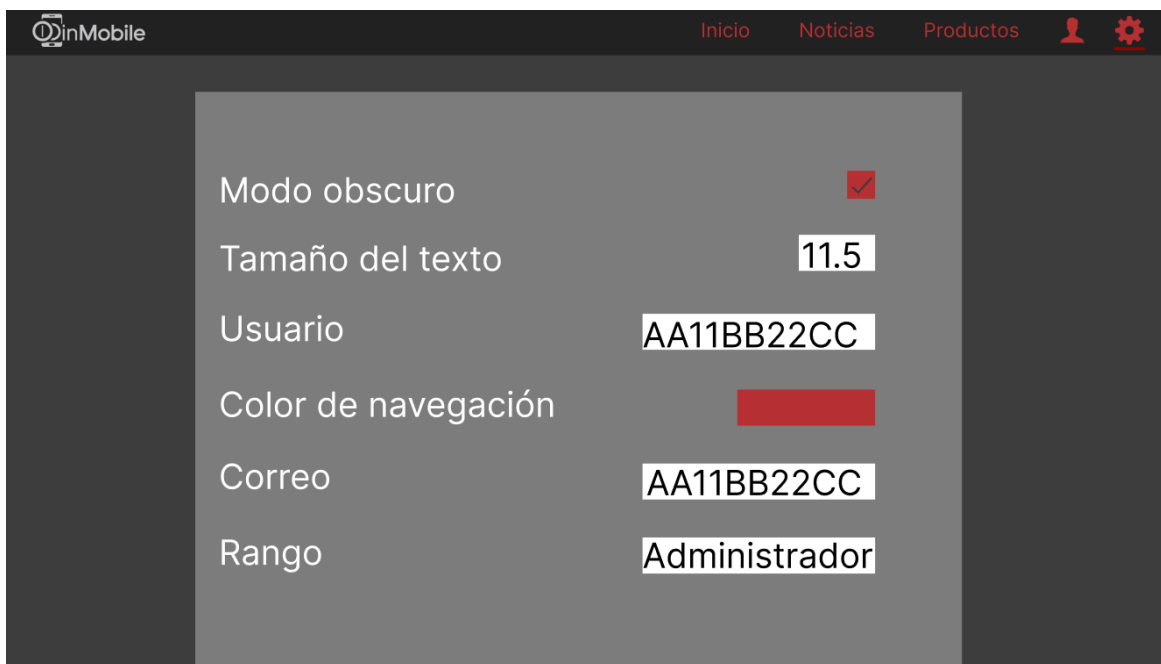 OdinMobile
Inicio Noticias Productos
Modo obscuro
Tamaño del texto 11.5
Usuario AA11BB22CC
Color de navegación
Correo AA11BB22CC
Rango Administrador